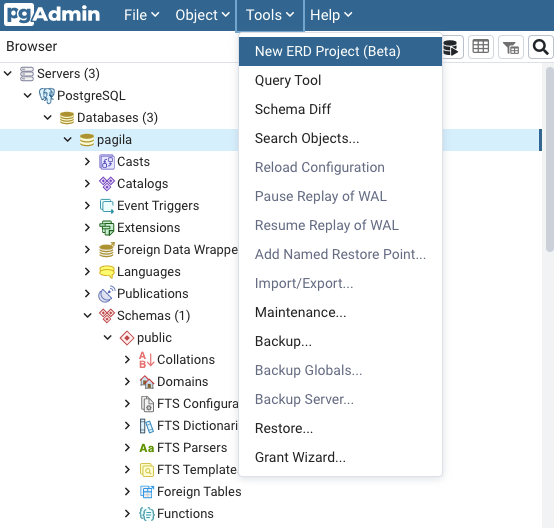 pgAdmin File Object Tools Help
Browser
Servers (3)
PostgreSQL
Databases (3)
pagila
Casts
Catalogs
Event Triggers
Extensions
Foreign Data Wrappe
Languages
Publications
Schemas (1)
public
Collations
Domains
FTS Configura
FTS Dictionari
Aa FTS Parsers
FTS Template
Foreign Tables
Functions
New ERD Project (Beta)
Query Tool
Schema Diff
Search Objects...
Reload Configuration
Pause Replay of WAL
Resume Replay of WAL
Add Named Restore Point...
Import/Export...
Maintenance...
Backup...
Backup Globals...
Backup Server...
Restore...
Grant Wizard...